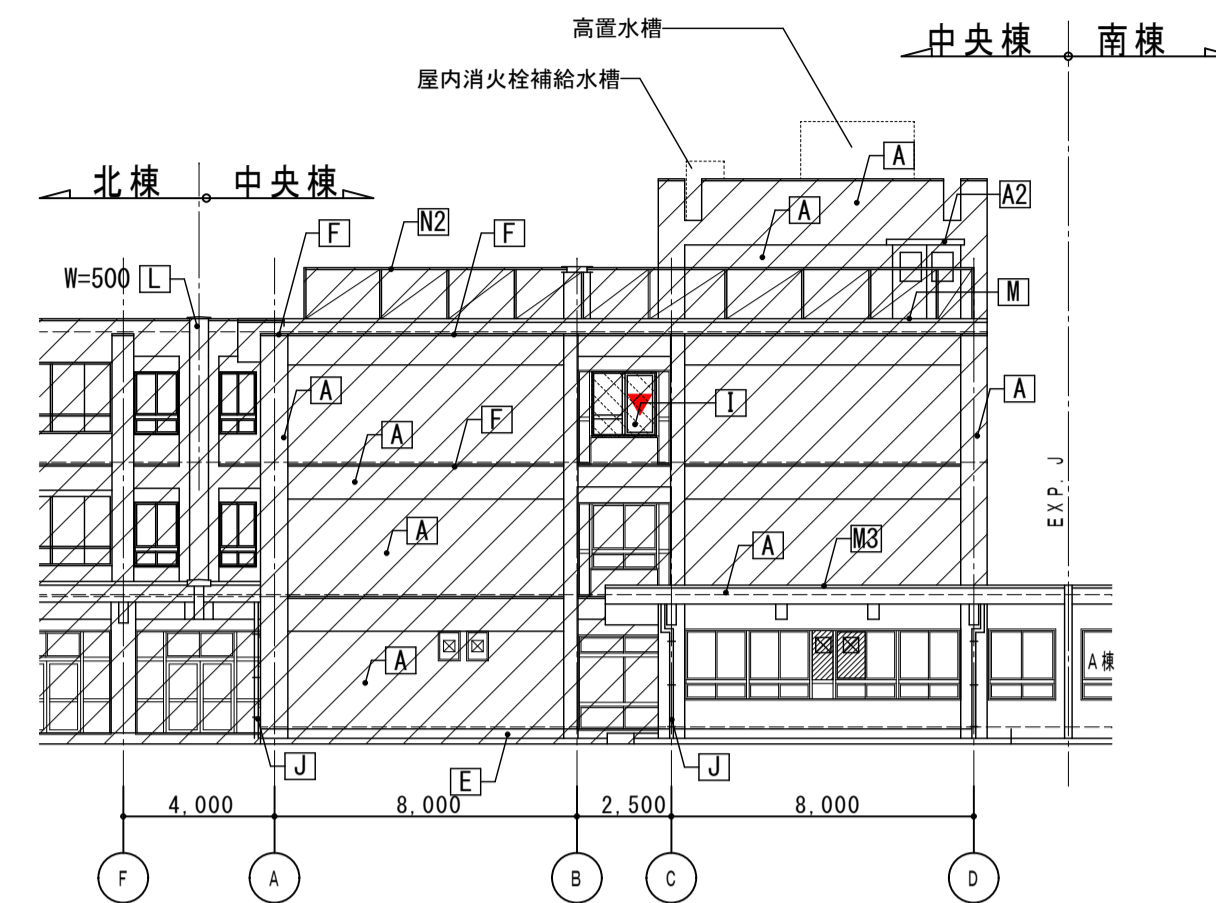 高置水槽
中央棟 南棟
屋内消火栓補給水槽
A
北棟 中央棟
A2
A
N2
F
F
W=500 L
M
A
I
A
A
F
EXP. J
A
A
M3
A
A棟
J
J
E
4,000
8,000
2,500
8,000
F
A
B
C
D